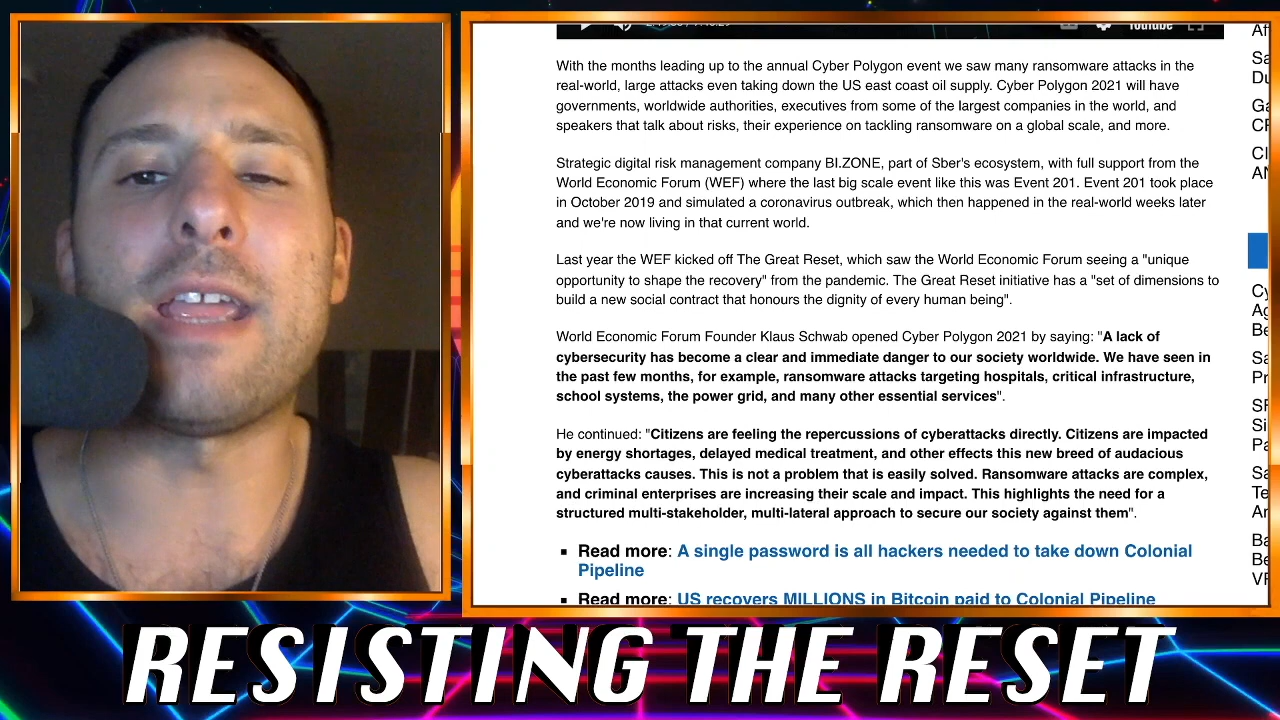 With the months leading up to the annual Cyber Polygon event we saw many ransomware attacks in the
real-world, large attacks even taking down the US east coast oil supply. Cyber Polygon 2021 will have
governments, worldwide authorities, executives from some of the largest companies in the world, and
speakers that talk about risks, their experience on tackling ransomware on a global scale, and more.
Strategic digital risk management company BI.ZONE, part of Sber's ecosystem, with full support from the
World Economic Forum (WEF) where the last big scale event like this was Event 201. Event 201 took place
in October 2019 and simulated a coronavirus outbreak, which then happened in the real-world weeks later
and we're now living in that current world.
Last year the WEF kicked off The Great Reset, which saw the World Economic Forum seeing a "unique
opportunity to shape the recovery" from the pandemic. The Great Reset initiative has a "set of dimensions to
build a new social contract that honours the dignity of every human being".
World Economic Forum Founder Klaus Schwab opened Cyber Polygon 2021 by saying: "A lack of
cybersecurity has become a clear and immediate danger to our society worldwide. We have seen in
the past few months, for example, ransomware attacks targeting hospitals, critical infrastructure,
school systems, the power grid, and many other essential services".
He continued: "Citizens are feeling the repercussions of cyberattacks directly. Citizens are impacted
by energy shortages, delayed medical treatment, and other effects this new breed of audacious
cyberattacks causes. This is not a problem that is easily solved. Ransomware attacks are complex,
and criminal enterprises are increasing their scale and impact. This highlights the need for a
structured multi-stakeholder, multi-lateral approach to secure our society against them".
Read more: A single password is all hackers needed to take down Colonial
Pipeline
Read more: US recovers MILLIONS in Bitcoin paid to Colonial Pipeline
RESISTING THE RESET